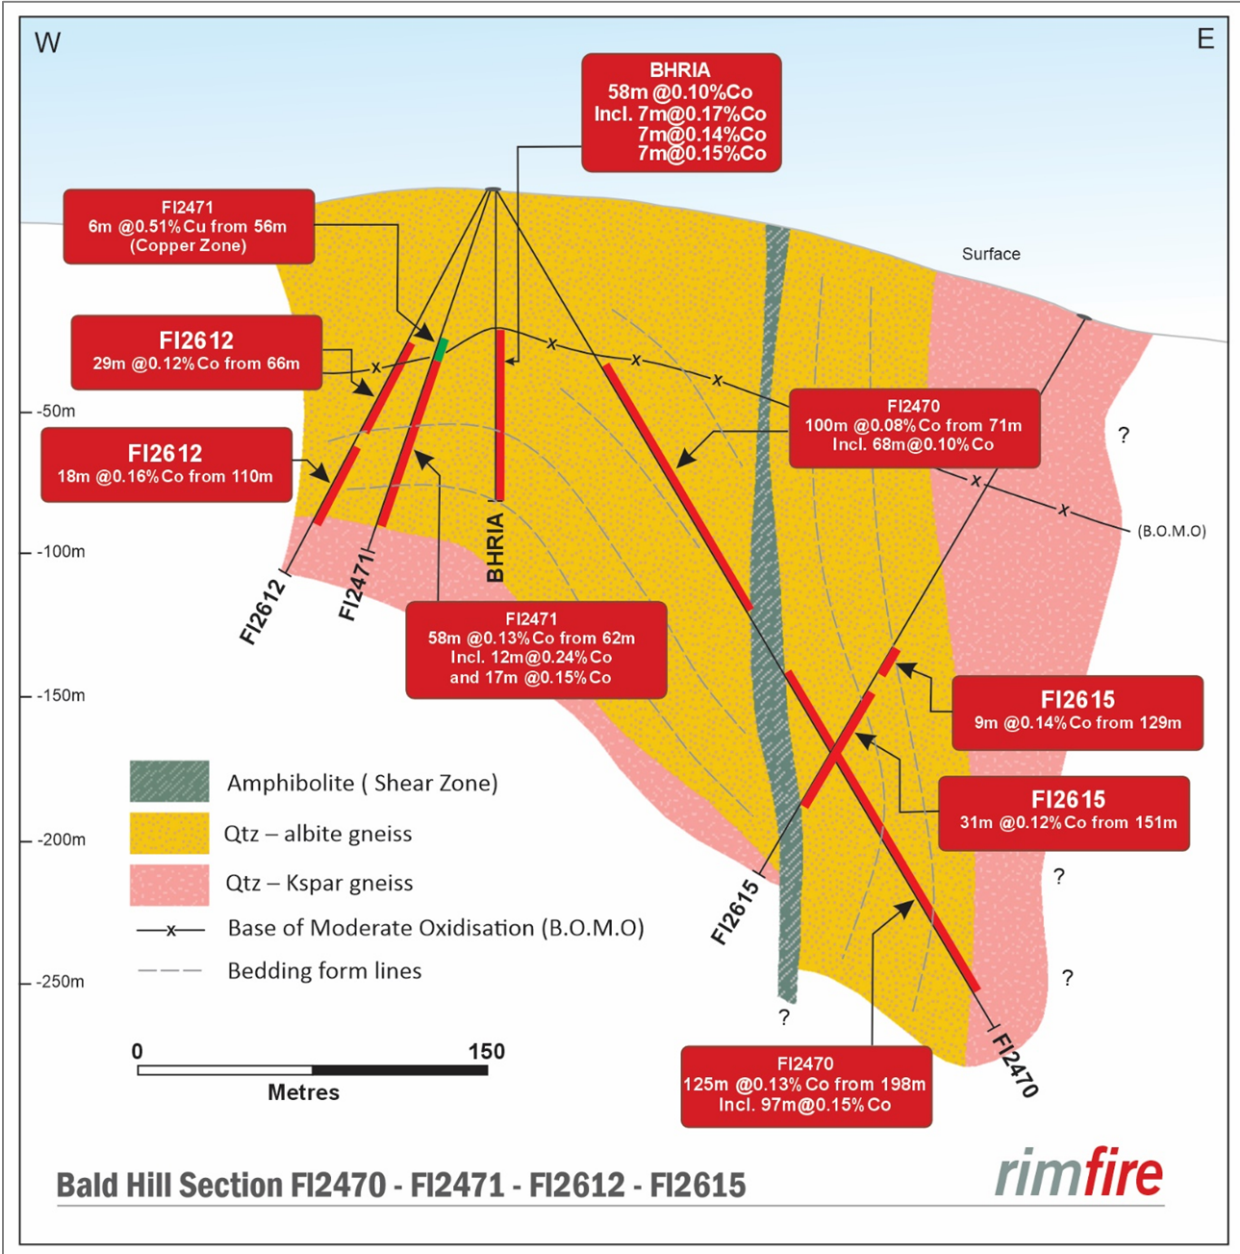 W
E
BHRIA
58m @0.10%Co
Incl. 7m@0.17%Co
7m@0.14%Co
7m@0.15%Co
FI2471
6m @0.51%Cu from 56m
(Copper Zone)
Surface
FI2612
29m @0.12%Co from 66m
x
x
x
x
-50m
FI2470
100m @0.08%Co from 71m
Incl. 68m@0.10%Co
?
FI2612
18m @0.16%Co from 110m
x
x
(B.O.M.O)
-100m
BHRIA
FI2471
FI2612
FI2471
58m @0.13%Co from 62m
Incl. 12m@0.24%Co
and 17m @0.15%Co
-150m
FI2615
9m @0.14%Co from 129m
Amphibolite ( Shear Zone)
FI2615
31m @0.12%Co from 151m
-200m
Qtz – albite gneiss
Qtz – Kspar gneiss
?
FI2615
x
Base of Moderate Oxidisation (B.O.M.O)
Bedding form lines
-250m
?
?
FI2470
0
150
Metres
FI2470
125m @0.13%Co from 198m
Incl. 97m@0.15%Co
Bald Hill Section FI2470 - FI2471 - FI2612 - FI2615
rimfire